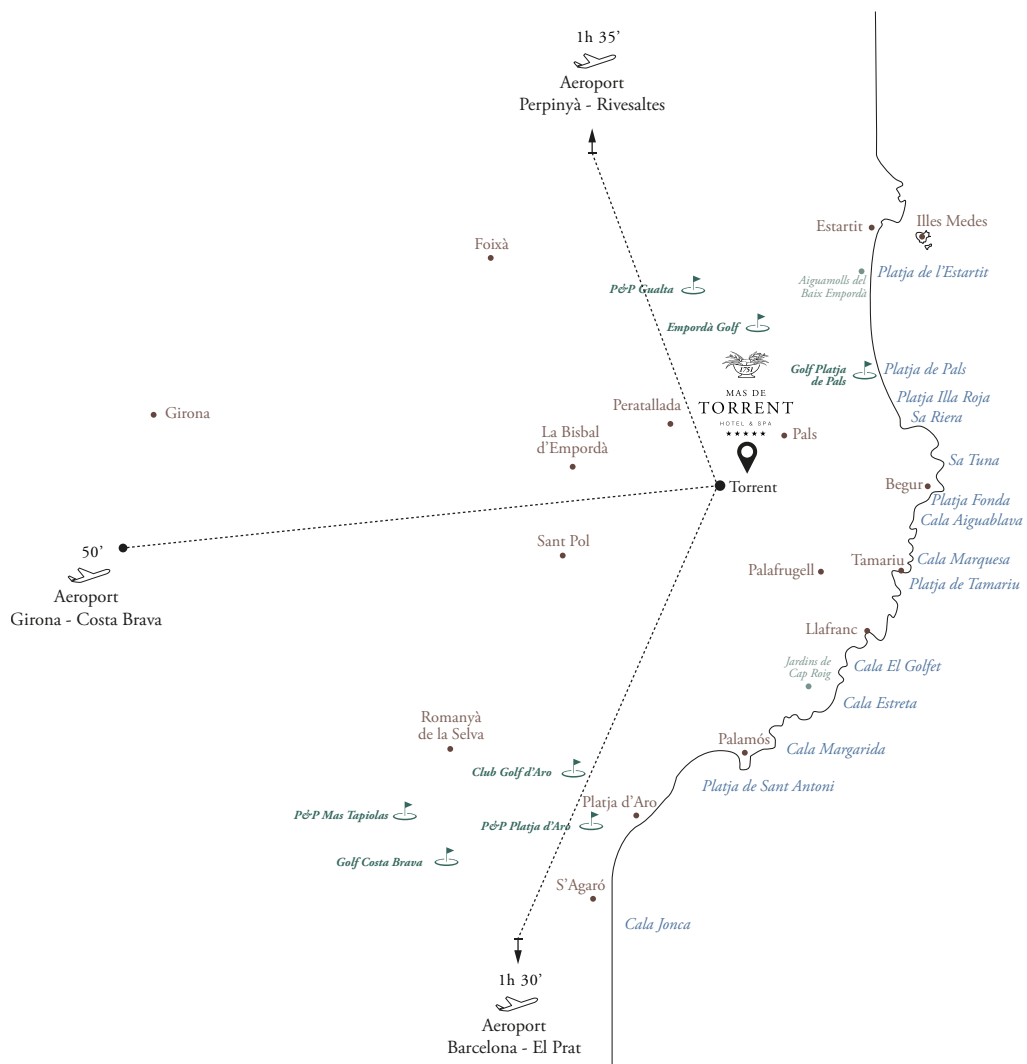 1h 35’
Aeroport
Perpinyà - Rivesaltes
Estartit
Illes Medes
Foixà
Platja de l’Estartit
Aiguamolls del
Baix Empordà
P&P Gualta
Empordà Golf
1751
MAS DE
TORRENT
HOTEL & SPA
★★★★★
Golf Platja
de Pals
Platja de Pals
Platja Illa Roja
Sa Riera
Peratallada
Girona
La Bisbal
d’Empordà
Pals
Sa Tuna
Begur
Torrent
Platja Fonda
Cala Aiguablava
50’
Aeroport
Girona - Costa Brava
Sant Pol
Palafrugell
Tamariu
Cala Marquesa
Platja de Tamariu
Llafranc
Jardins de
Cap Roig
Cala El Golfet
Cala Estreta
Romanyà
de la Selva
Palamós
Cala Margarida
Club Golf d’Aro
Platja de Sant Antoni
P&P Mas Tapiolas
Platja d’Aro
P&P Platja d’Aro
Golf Costa Brava
S’Agaró
Cala Jonca
1h 30’
Aeroport
Barcelona - El Prat